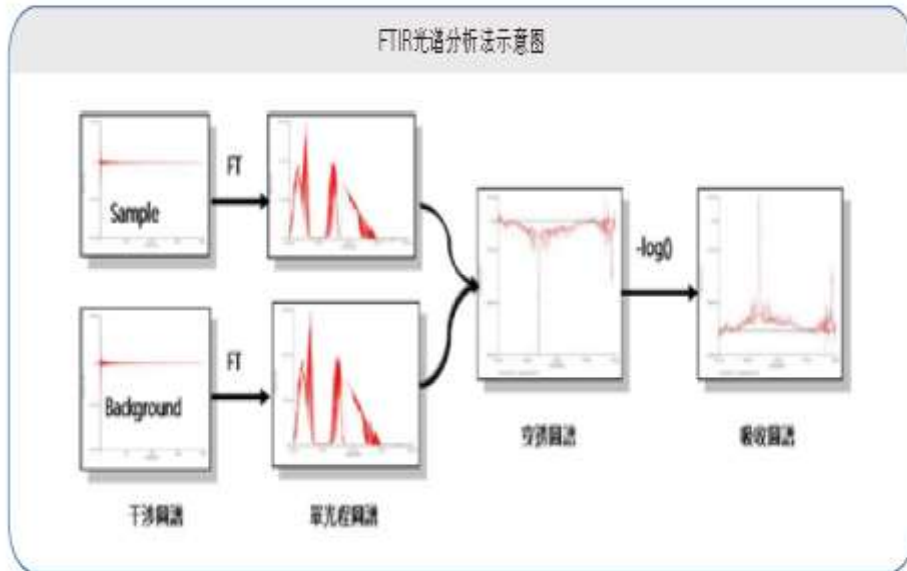 FTIR光谱分析法示意图
FT
Sample
-log()
FT
Background
穿透圖譜
吸收圖譜
干涉圖譜
單光程圖譜